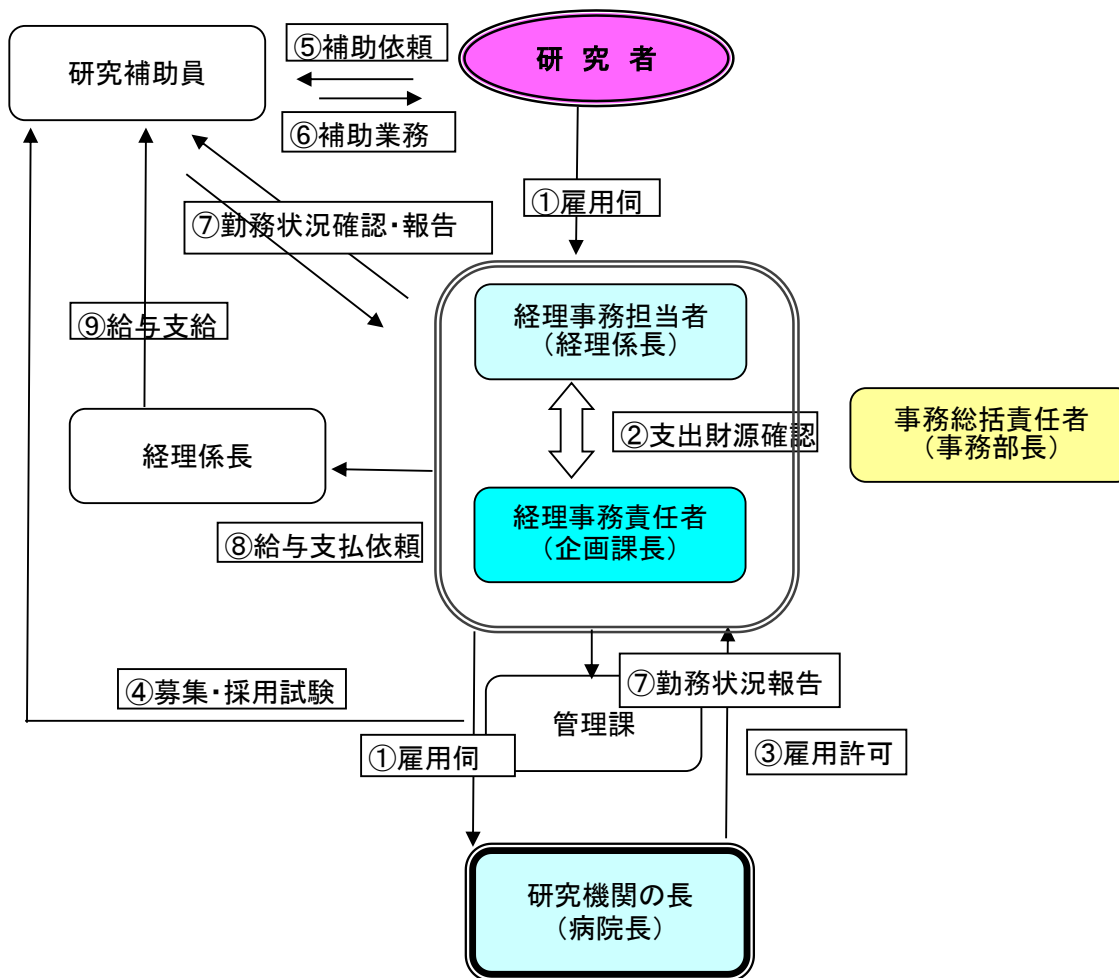 ⑤補助依頼
研 究 者
研究補助員
⑥補助業務
①雇用伺
⑦勤務状況確認・報告
経理事務担当者
（経理係長）
⑨給与支給
②支出財源確認
事務総括責任者
（事務部長）
経理係長
経理事務責任者
（企画課長）
⑧給与支払依頼
④募集・採用試験
⑦勤務状況報告
管理課
①雇用伺
③雇用許可
研究機関の長
（病院長）